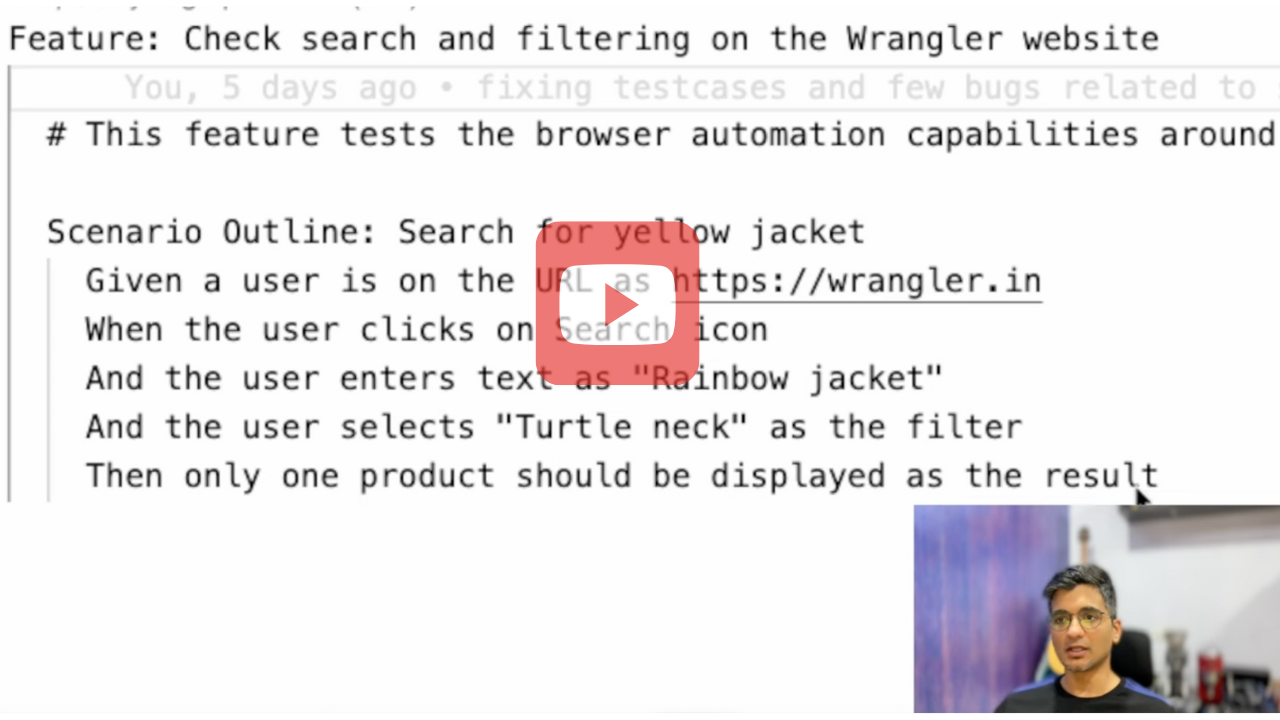 Feature: Check search and filtering on the Wrangler website
You, 5 days ago • fixing testcases and few bugs related to
# This feature tests the browser automation capabilities around
Scenario Outline: Search for yellow jacket
Given a user is on the URL as https://wrangler.in
When the user clicks on Search icon
And the user enters text as "Rainbow jacket"
And the user selects "Turtle neck" as the filter
Then only one product should be displayed as the result